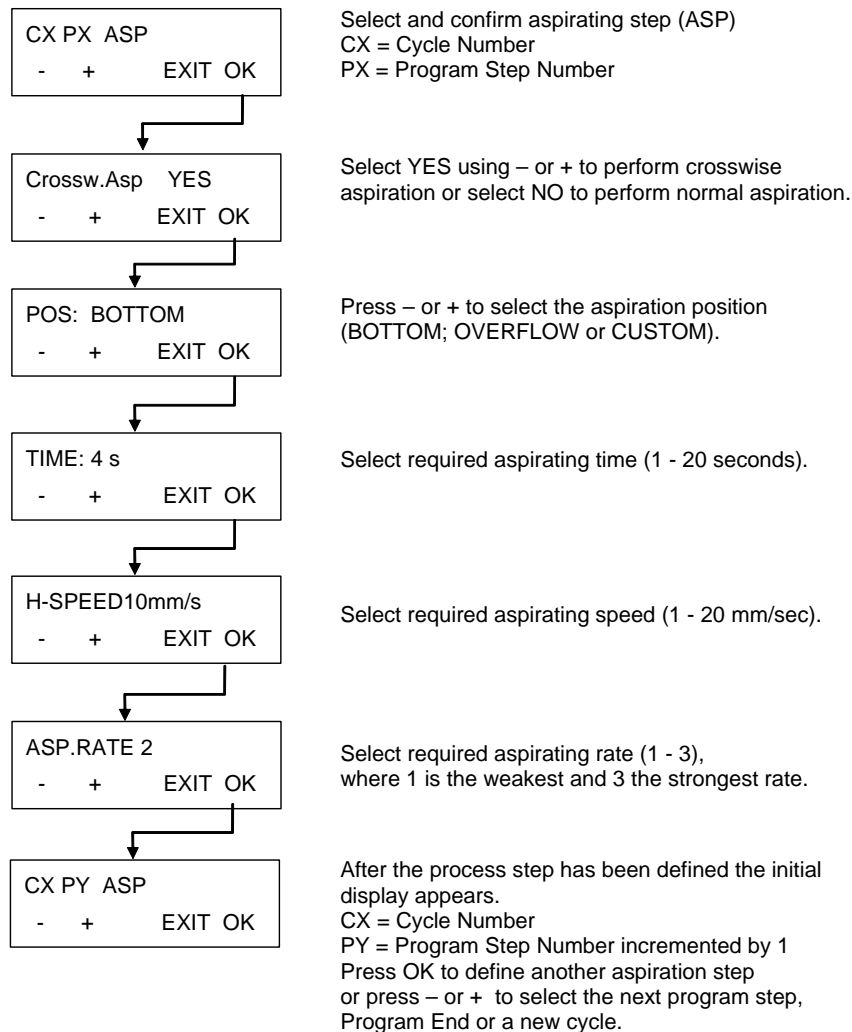 CX PX ASP
- + EXIT OK
Select and confirm aspirating step (ASP)
CX = Cycle Number
PX = Program Step Number
Crossw.Asp YES
- + EXIT OK
Select YES using – or + to perform crosswise
aspiration or select NO to perform normal aspiration.
POS: BOTTOM
- + EXIT OK
Press – or + to select the aspiration position
(BOTTOM; OVERFLOW or CUSTOM).
TIME: 4 s
- + EXIT OK
Select required aspirating time (1 - 20 seconds).
H-SPEED10mm/s
- + EXIT OK
Select required aspirating speed (1 - 20 mm/sec).
ASP.RATE 2
- + EXIT OK
Select required aspirating rate (1 - 3),
where 1 is the weakest and 3 the strongest rate.
CX PY ASP
- + EXIT OK
After the process step has been defined the initial
display appears.
CX = Cycle Number
PY = Program Step Number incremented by 1
Press OK to define another aspiration step
or press – or + to select the next program step,
Program End or a new cycle.